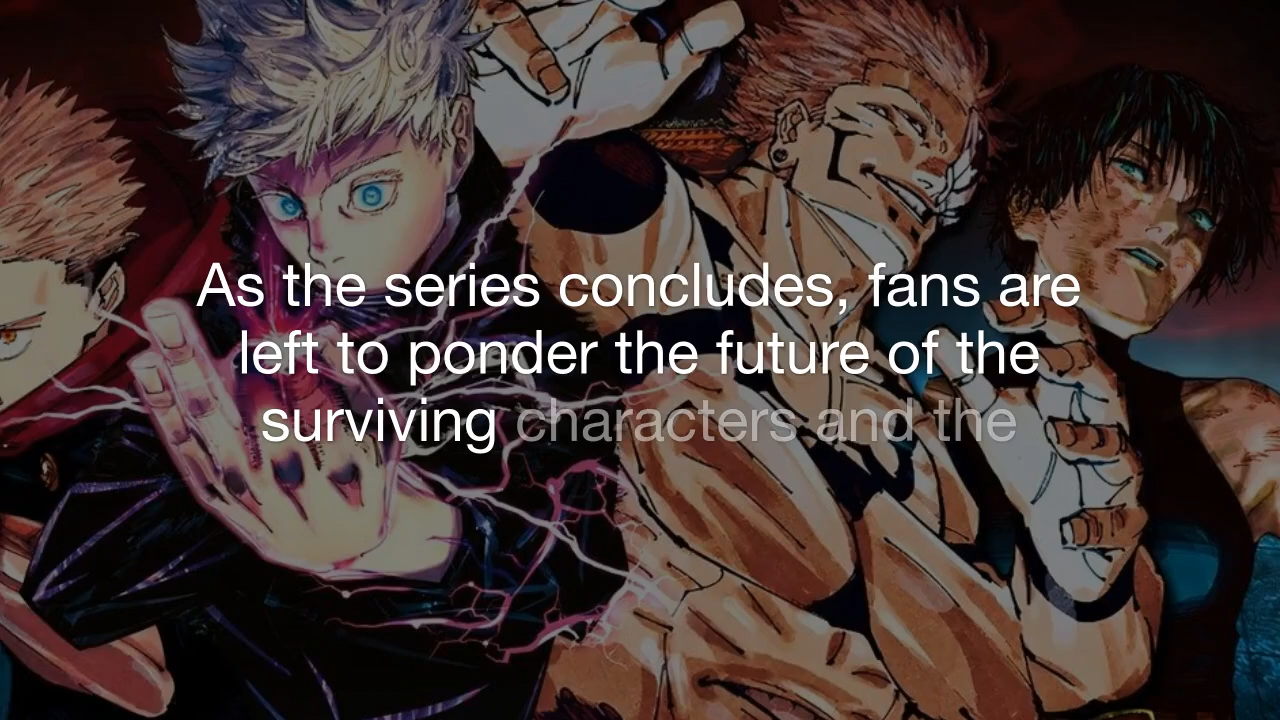 As the series concludes, fans are
left to ponder the future of the
surviving characters and the